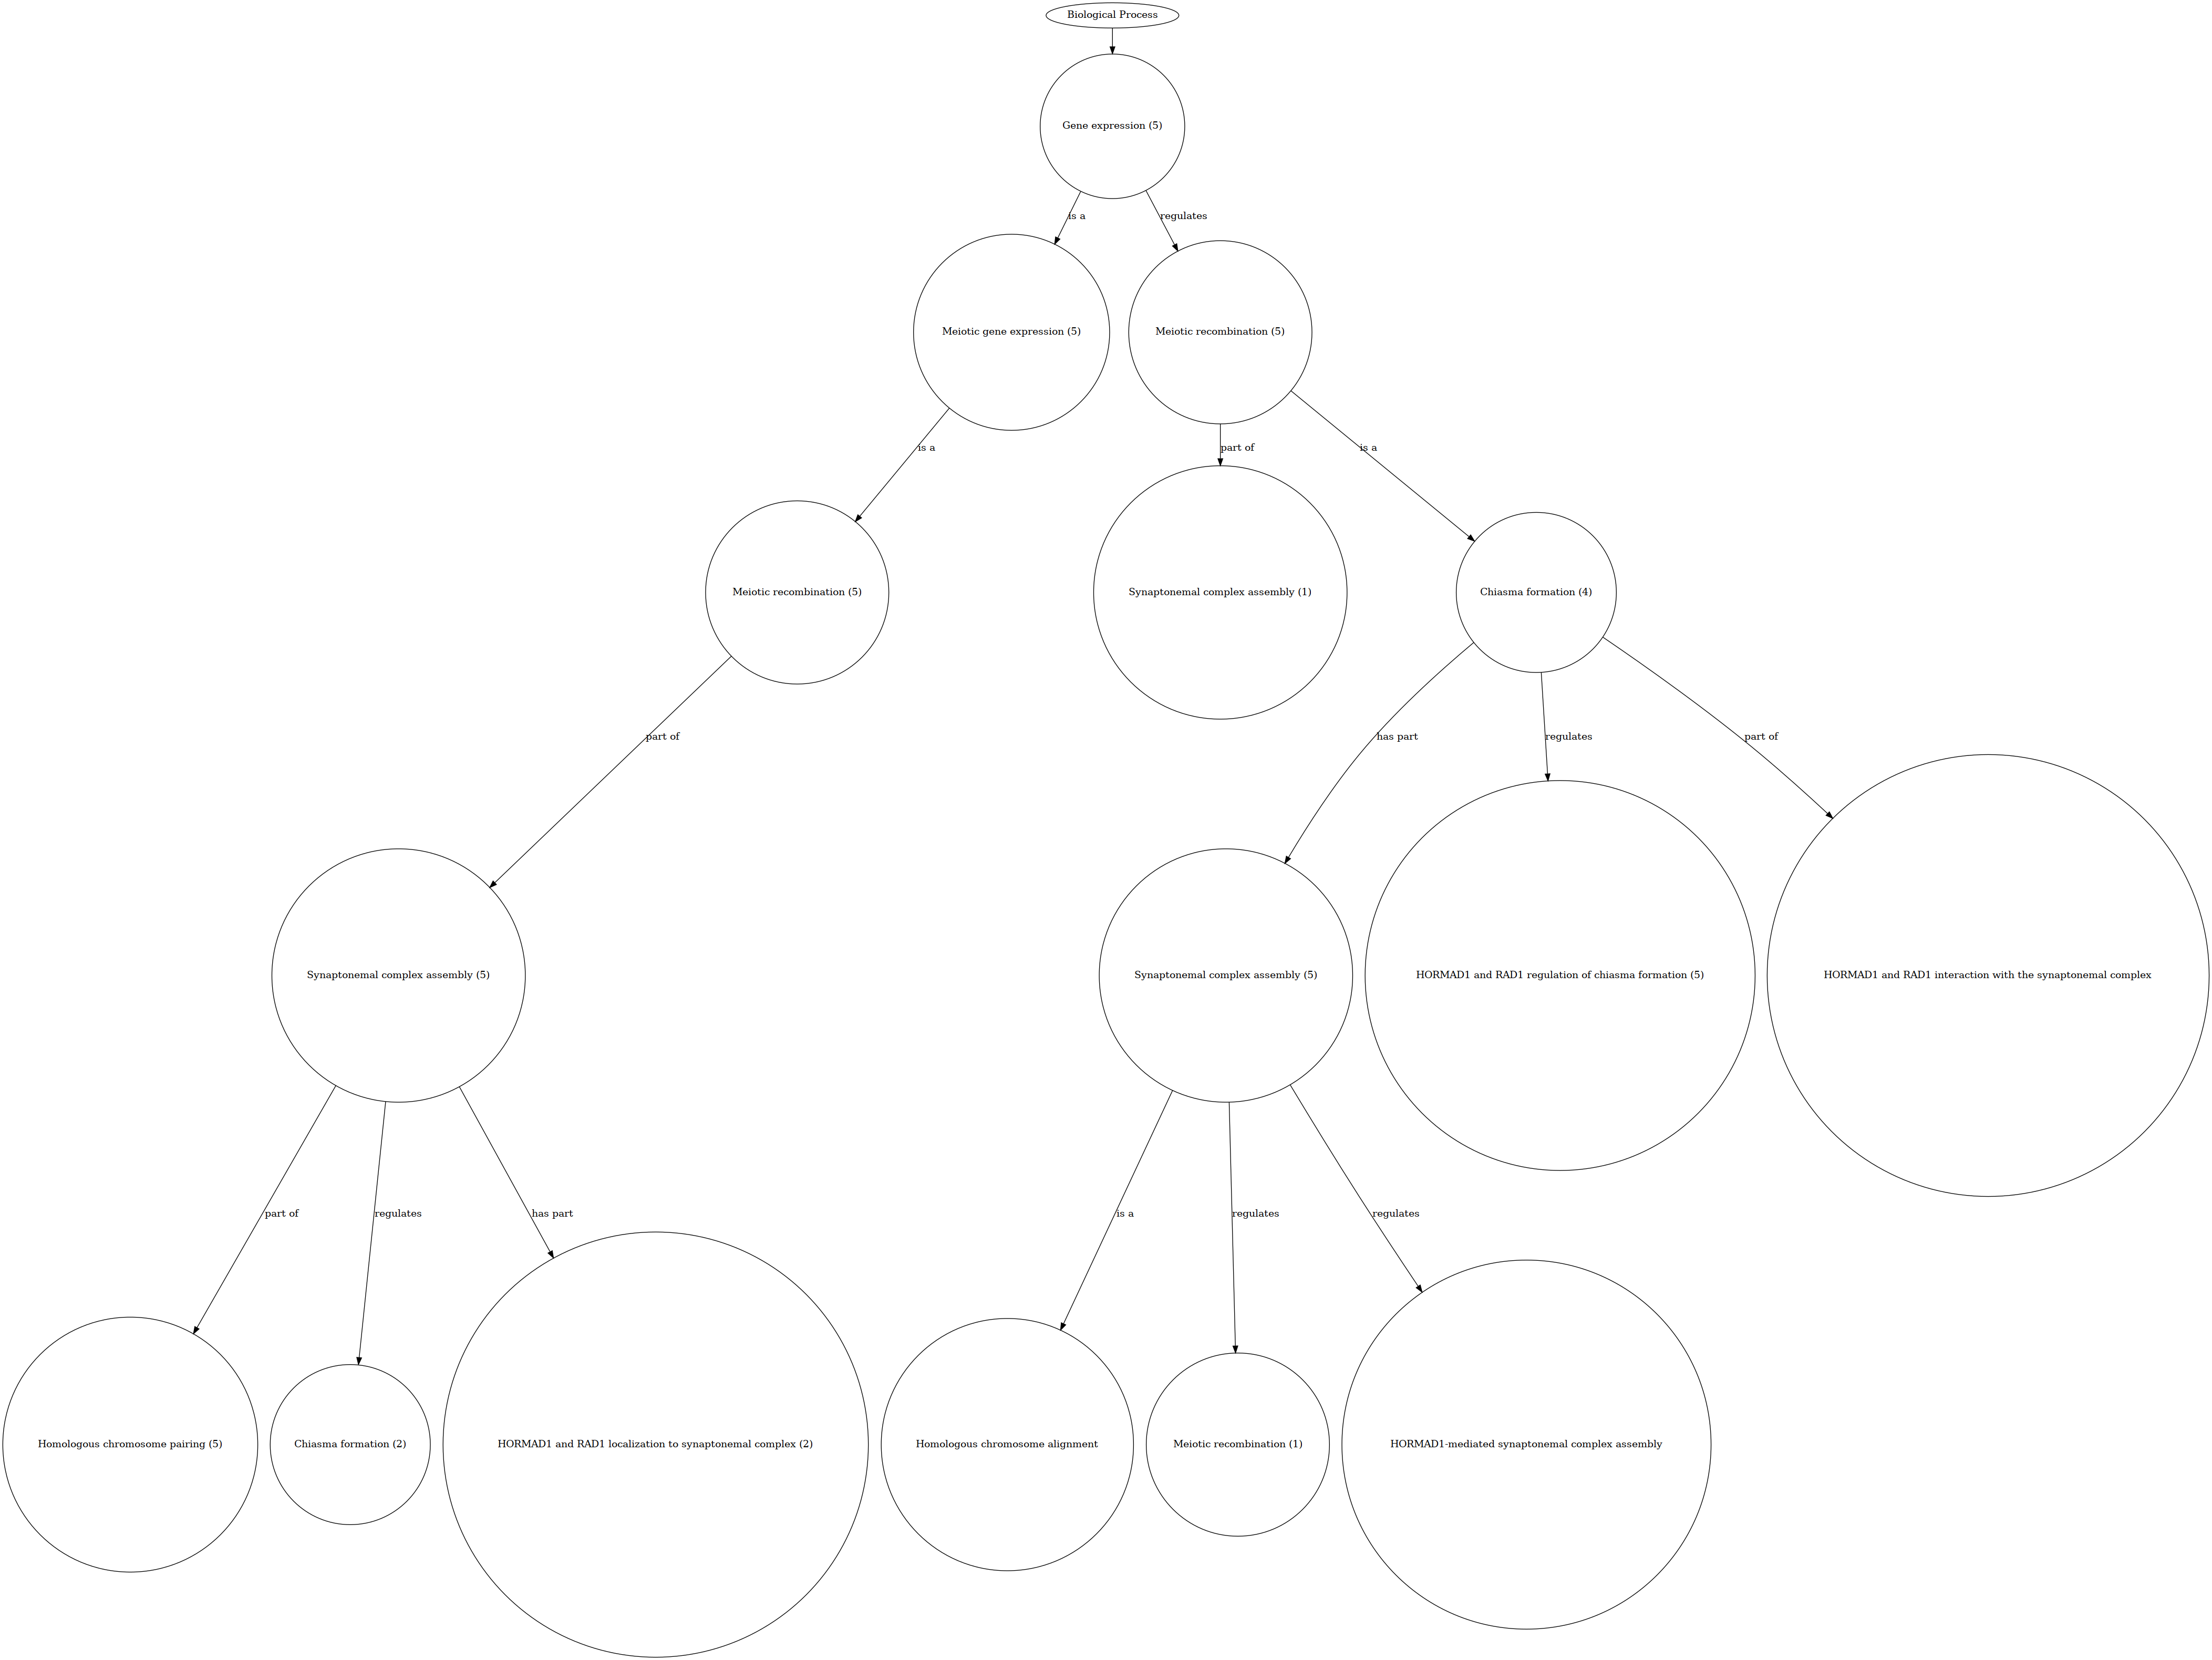 Biological Process
Gene expression (5)
is a
regulates
Meiotic gene expression (5)
Meiotic recombination (5)
is a
part of
is a
Meiotic recombination (5)
Synaptonemal complex assembly (1)
Chiasma formation (4)
part of
has part
regulates
part of
Synaptonemal complex assembly (5)
Synaptonemal complex assembly (5)
HORMAD1 and RAD1 regulation of chiasma formation (5)
HORMAD1 and RAD1 interaction with the synaptonemal complex
part of
regulates
has part
is a
regulates
regulates
Homologous chromosome pairing (5)
Chiasma formation (2)
HORMAD1 and RAD1 localization to synaptonemal complex (2)
Homologous chromosome alignment
Meiotic recombination (1)
HORMAD1-mediated synaptonemal complex assembly